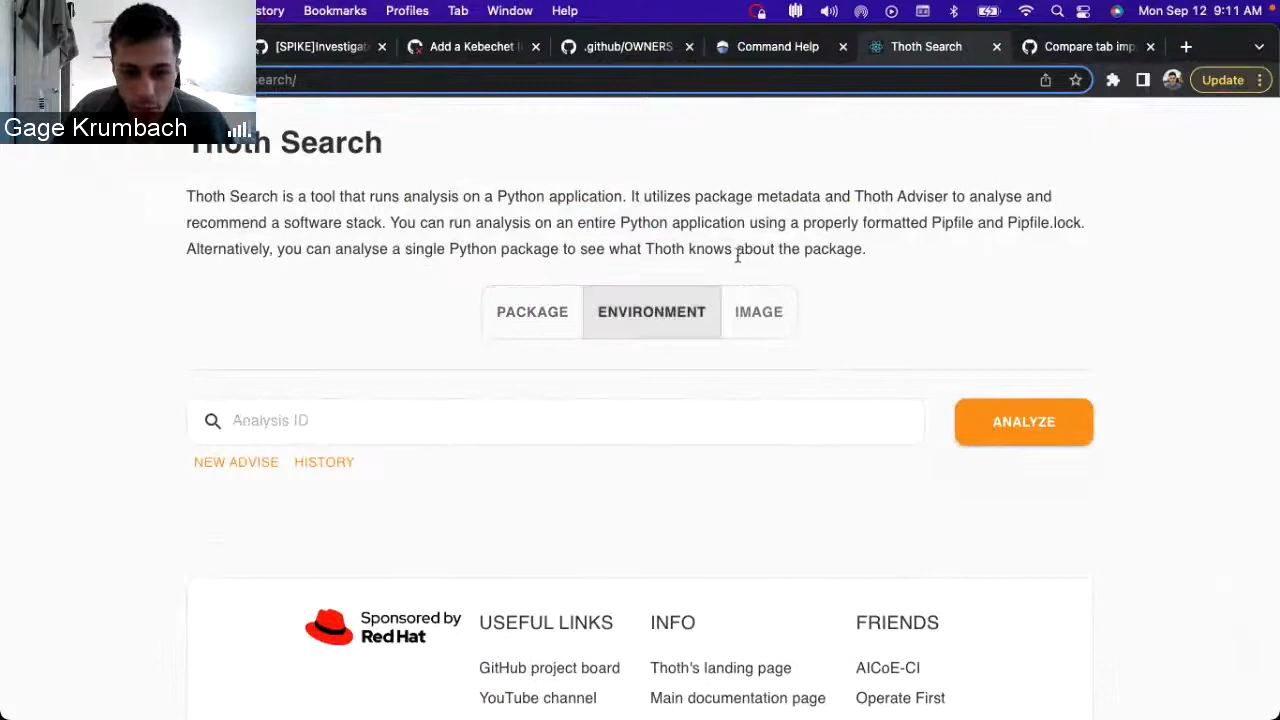 story Bookmarks Profiles Tab Window Help Mon Sep 12 9:11 AM
[SPIKE]Investigat Add a Kebechet i .github/OWNERS Command Help Thoth Search Compare tab imp
search/ Update
Gage Krumbach
Thoth Search
Thoth Search is a tool that runs analysis on a Python application. It utilizes package metadata and Thoth Adviser to analyse and
recommend a software stack. You can run analysis on an entire Python application using a properly formatted Pipfile and Pipfile.lock.
Alternatively, you can analyse a single Python package to see what Thoth knows about the package.
PACKAGE ENVIRONMENT IMAGE
Analysis ID ANALYZE
NEW ADVISE HISTORY
Sponsored by
Red Hat
USEFUL LINKS INFO FRIENDS
GitHub project board Thoth's landing page AICoE-CI
YouTube channel Main documentation page Operate First